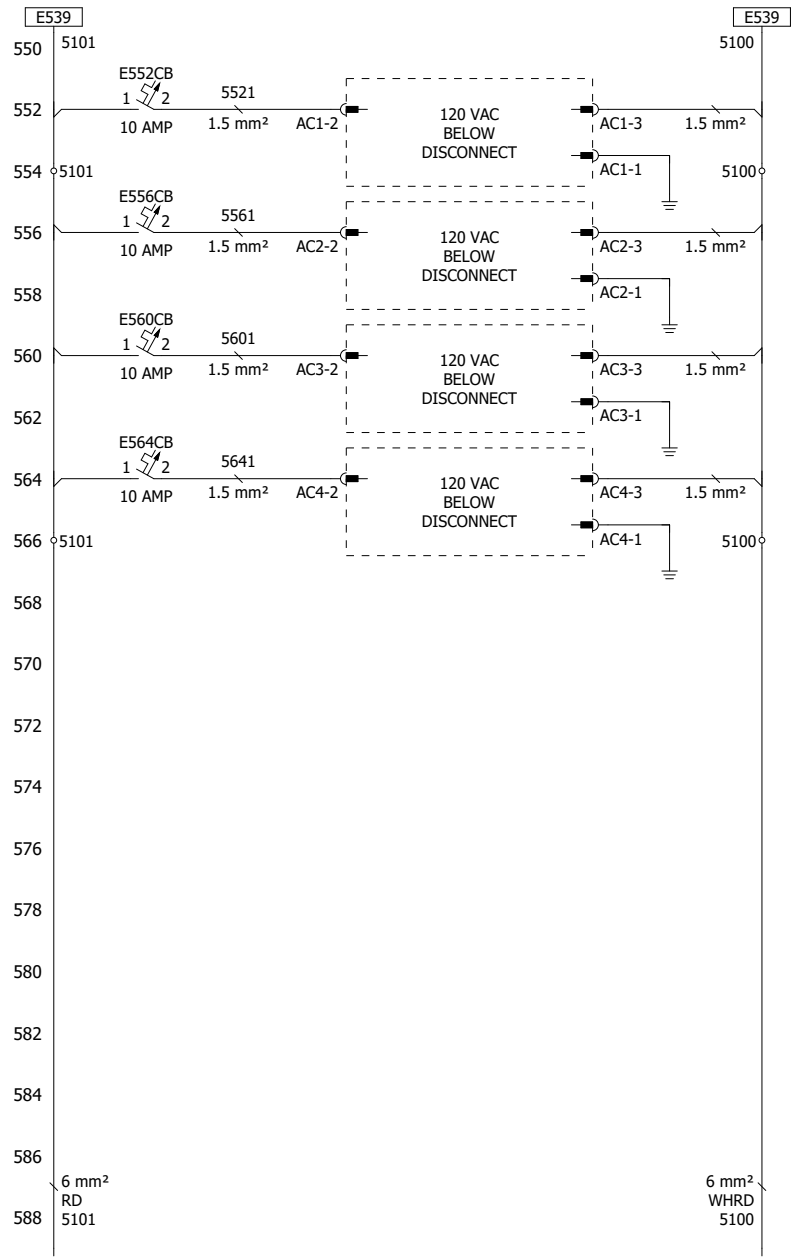 E539 E539
550 5101 5100
E552CB
1 2 5521
552 AC1-2 120 VAC AC1-3
10 AMP 1.5 mm² BELOW 1.5 mm²
DISCONNECT
554 5101 AC1-1 5100
E556CB
1 2 5561
556 AC2-2 120 VAC AC2-3
10 AMP 1.5 mm² BELOW 1.5 mm²
DISCONNECT
558 AC2-1
E560CB
1 2 5601
560 AC3-2 120 VAC AC3-3
10 AMP 1.5 mm² BELOW 1.5 mm²
DISCONNECT
562 AC3-1
E564CB
1 2 5641
564 AC4-2 120 VAC AC4-3
10 AMP 1.5 mm² BELOW 1.5 mm²
DISCONNECT
566 5101 AC4-1 5100
568
570
572
574
576
578
580
582
584
586
6 mm² 6 mm²
RD WHRD
588 5101 5100